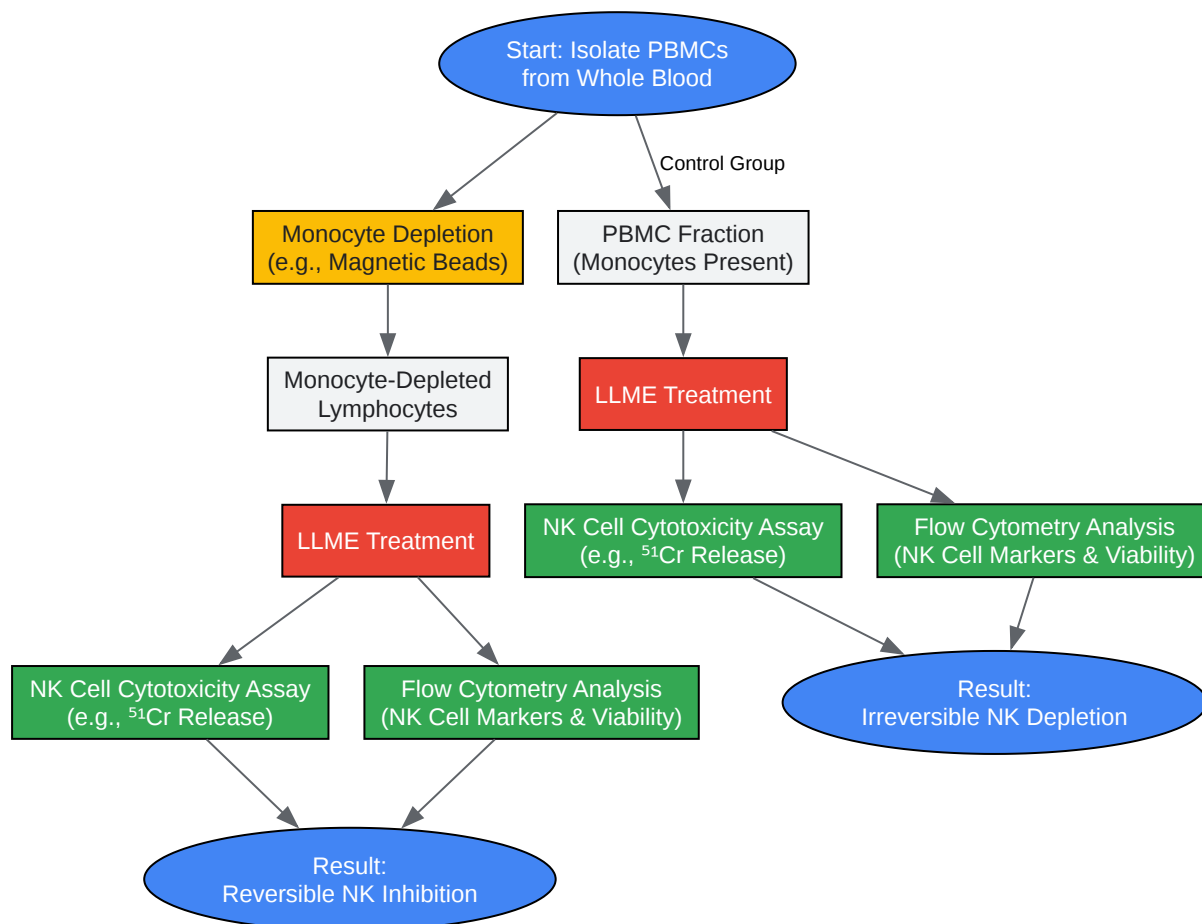 Start: Isolate PBMCs
from Whole Blood
Control Group
Monocyte Depletion
(e.g., Magnetic Beads)
PBMC Fraction
(Monocytes Present)
Monocyte-Depleted
Lymphocytes
LLME Treatment
LLME Treatment
NK Cell Cytotoxicity Assay
(e.g., ⁵¹Cr Release)
Flow Cytometry Analysis
(NK Cell Markers & Viability)
NK Cell Cytotoxicity Assay
(e.g., ⁵¹Cr Release)
Flow Cytometry Analysis
(NK Cell Markers & Viability)
Result:
Irreversible NK Depletion
Result:
Reversible NK Inhibition